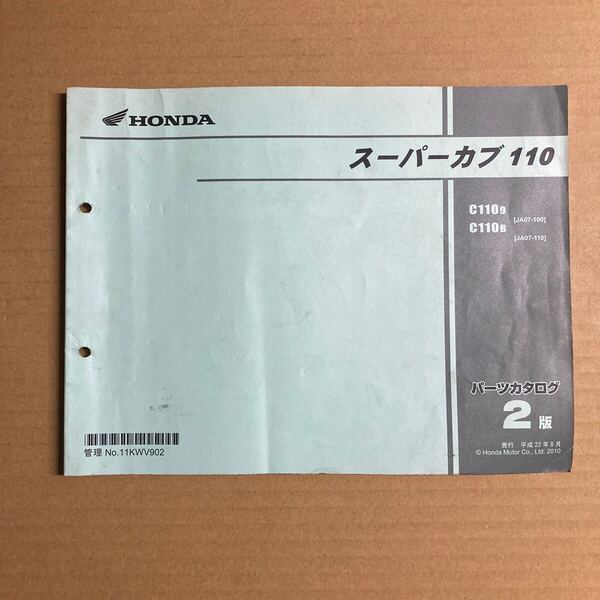 HONDA
スーパーカブ 110
C1109 [JA07-100]
C110B [JA07-110]
パーツカタログ
2版
発行 平成22年8月
© Honda Motor Co., Ltd. 2010
管理 No.11KWV902